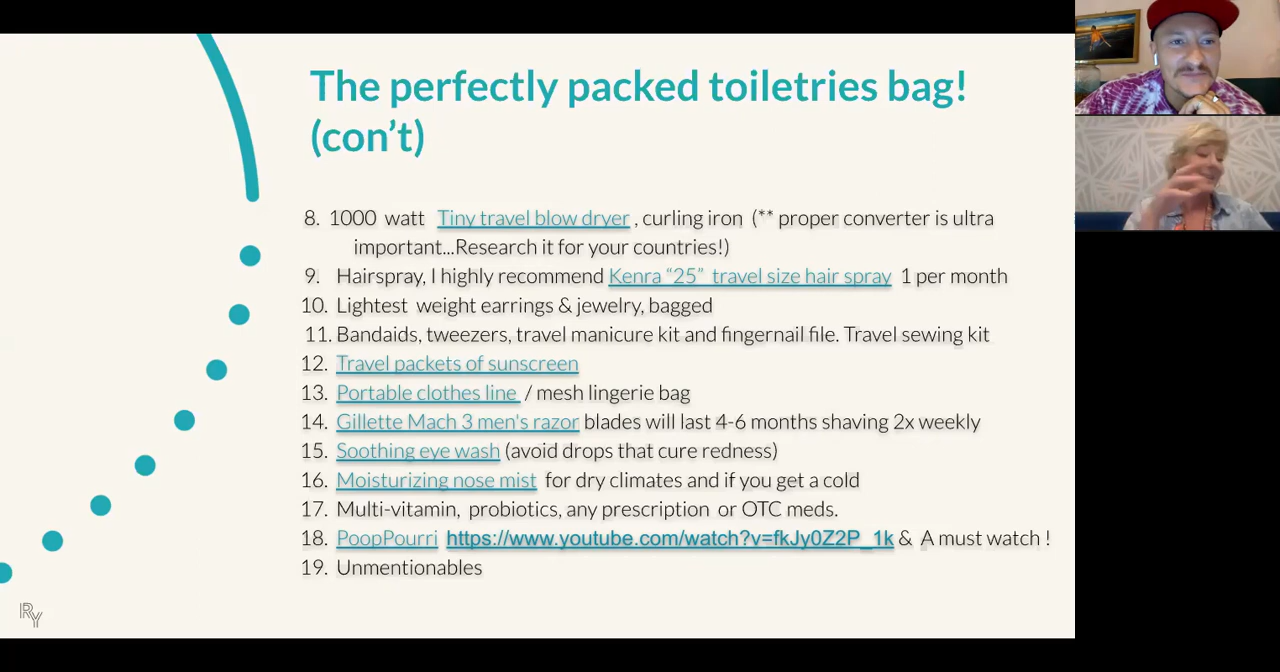 The perfectly packed toiletries bag!
(con't)
8. 1000 watt Tiny travel blow dryer , curling iron (** proper converter is ultra
important...Research it for your countries!)
9. Hairspray, I highly recommend Kenra “25” travel size hair spray 1 per month
10. Lightest weight earrings & jewelry, bagged
11. Bandaids, tweezers, travel manicure kit and fingernail file. Travel sewing kit
12. Travel packets of sunscreen
13. Portable clothes line / mesh lingerie bag
14. Gillette Mach 3 men's razor blades will last 4-6 months shaving 2x weekly
15. Soothing eye wash (avoid drops that cure redness)
16. Moisturizing nose mist for dry climates and if you get a cold
17. Multi-vitamin, probiotics, any prescription or OTC meds.
18. PoopPourri https://www.youtube.com/watch?v=fkJy0Z2P_1k & A must watch !
19. Unmentionables
RY